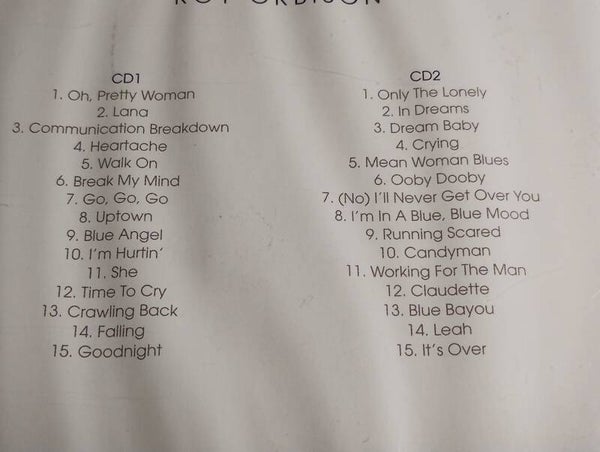 ROY ORBISON
CD1
1. Oh, Pretty Woman
2. Lana
3. Communication Breakdown
4. Heartache
5. Walk On
6. Break My Mind
7. Go, Go, Go
8. Uptown
9. Blue Angel
10. I'm Hurtin'
11. She
12. Time To Cry
13. Crawling Back
14. Falling
15. Goodnight
CD2
1. Only The Lonely
2. In Dreams
3. Dream Baby
4. Crying
5. Mean Woman Blues
6. Ooby Dooby
7. (No) I'll Never Get Over You
8. I'm In A Blue, Blue Mood
9. Running Scared
10. Candyman
11. Working For The Man
12. Claudette
13. Blue Bayou
14. Leah
15. It's Over